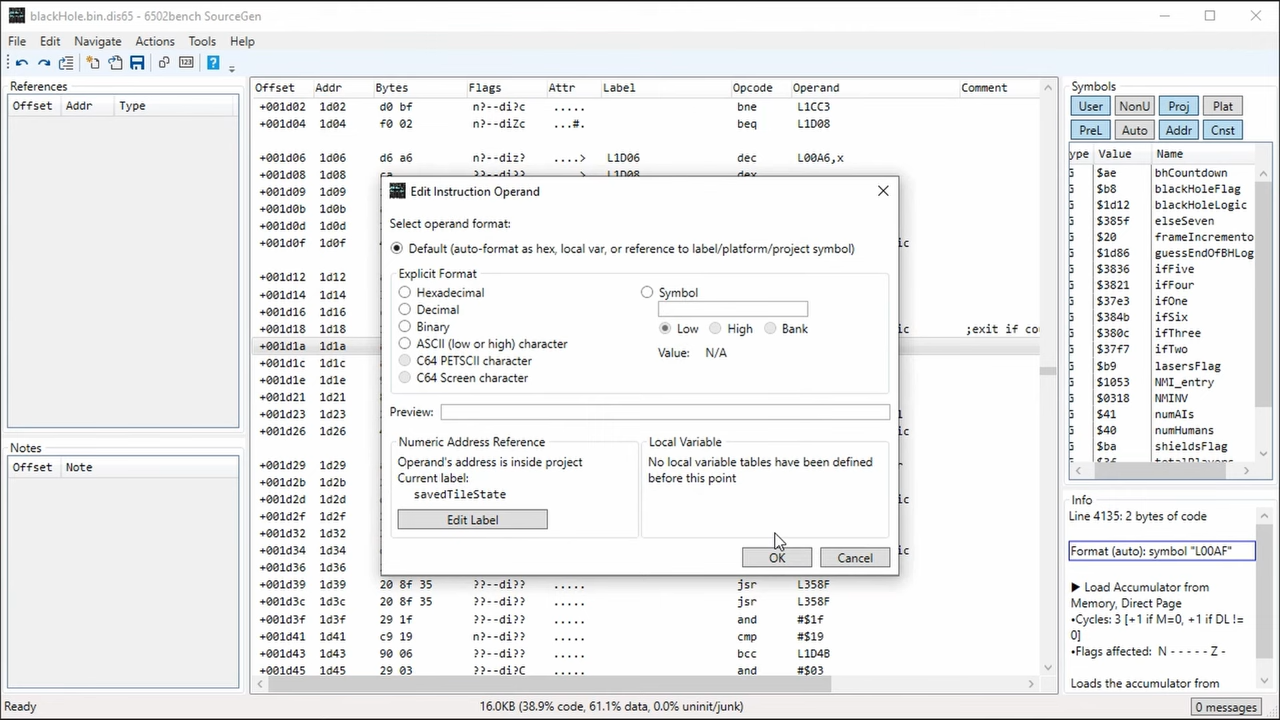 blackHole.bin.dis65 - 6502bench SourceGen
File Edit Navigate Actions Tools Help
References
Offset Addr Type
Notes
Offset Note
Offset Addr Bytes Flags Attr Label Opcode Operand Comment
+001d02 1d02 d0 bf n?--di?c ..... bne L1CC3
+001d04 1d04 f0 02 n?--diZc ...#. beq L1D08
+001d06 1d06 d6 a6 n?--diz? ....> L1D06 dec L00A6,x
+001d08 1d08 L1D08 dex
+001d09 1d09
+001d0b 1d0b
+001d0d 1d0d
+001d0f 1d0f ic
+001d12 1d12
+001d14 1d14
+001d16 1d16
+001d18 1d18 ic ;exit if co
+001d1a 1d1a
+001d1c 1d1c
+001d1e 1d1e
+001d21 1d21
+001d23 1d23
+001d26 1d26 ic
+001d29 1d29
+001d2b 1d2b
+001d2d 1d2d ic
+001d2f 1d2f
+001d32 1d32
+001d34 1d34 ic
+001d36 1d36
+001d39 1d39 20 8f 35 ??--di?? ..... jsr L358F
+001d3c 1d3c 20 8f 35 ??--di?? ..... jsr L358F
+001d3f 1d3f 29 1f ??--di?? ..... and #$1f
+001d41 1d41 c9 19 n?--di?? ..... cmp #$19
+001d43 1d43 90 06 ??--di?? ..... bcc L1D4B
+001d45 1d45 29 03 ??--di?C ..... and #$03
Edit Instruction Operand
Select operand format:
Default (auto-format as hex, local var, or reference to label/platform/project symbol)
Explicit Format
Hexadecimal
Decimal
Binary
ASCII (low or high) character
C64 PETSCII character
C64 Screen character
Symbol
Low High Bank
Value: N/A
Preview:
Numeric Address Reference
Operand's address is inside project
Current label:
savedTileState
Edit Label
Local Variable
No local variable tables have been defined
before this point
OK Cancel
Symbols
User NonU Proj Plat
PreL Auto Addr Cnst
ype Value Name
$ae bhCountdown
$b8 blackHoleFlag
$1d12 blackHoleLogic
$385f elseSeven
$20 frameIncremento
$1d86 guessEndOfBHLog
$3836 ifFive
$3821 ifFour
$37e3 ifOne
$384b ifSix
$380c ifThree
$37f7 ifTwo
$b9 lasersFlag
$1053 NMI_entry
$0318 NMINV
$41 numAIs
$40 numHumans
$ba shieldsFlag
Info
Line 4135: 2 bytes of code
Format (auto): symbol "L00AF"
▶ Load Accumulator from
Memory, Direct Page
•Cycles: 3 [+1 if M=0, +1 if DL !=
0]
•Flags affected: N - - - - - Z -
Loads the accumulator from
Ready
16.0KB (38.9% code, 61.1% data, 0.0% uninit/junk)
0 messages